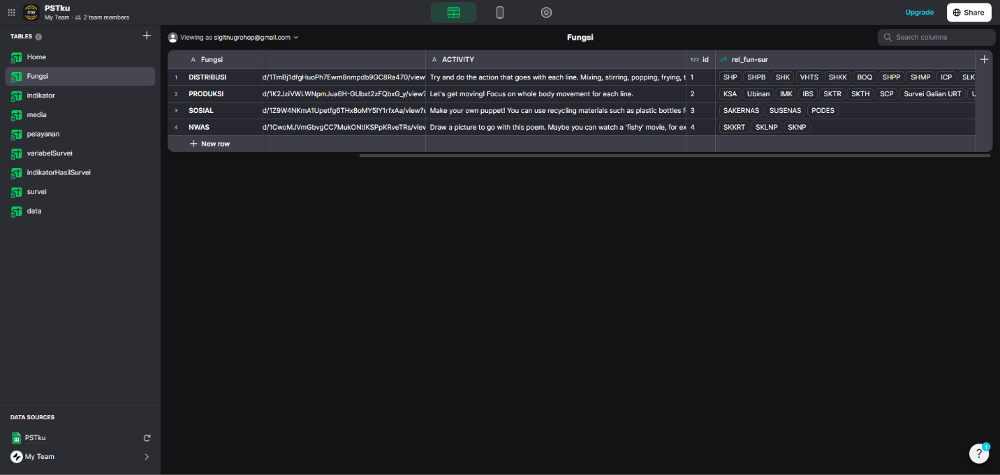 PSTku
My Team · 2 team members
Upgrade
Share
TABLES
Home
Fungsi
indikator
media
pelayanan
variabelSurvei
indikatorHasilSurvei
survei
data
DATA SOURCES
PSTku
My Team
Viewing as sigitnugrohop@gmail.com
Fungsi
Search columns
A Fungsi A ACTIVITY 123 id rel_fun-sur
1 DISTRIBUSI d/1TmBj1dfgHuoPh7Ewm8nmpdb9GC8Ra470/view Try and do the action that goes with each line. Mixing, stirring, popping, frying, t 1 SHP SHPB SHK VHTS SHKK BOQ SHPP SHMP ICP SLK
2 PRODUKSI d/1K2JziVWLWNpmJua6H-GUbxt2zFQbxG_y/view? Let's get moving! Focus on whole body movement for each line. 2 KSA Ubinan IMK IBS SKTR SKTH SCP Survei Galian URT U
3 SOSIAL d/1Z9W4NKmA1Upetfg6THx8oMY5IY1rfxAa/view?u Make your own puppet! You can use recycling materials such as plastic bottles f 3 SAKERNAS SUSENAS PODES
4 NWAS d/1CwoMJVmGbvgCC7MukONtIKSPpKRveTRs/view Draw a picture to go with this poem. Maybe you can watch a 'fishy' movie, for ex 4 SKKRT SKLNP SKNP
New row
? 1